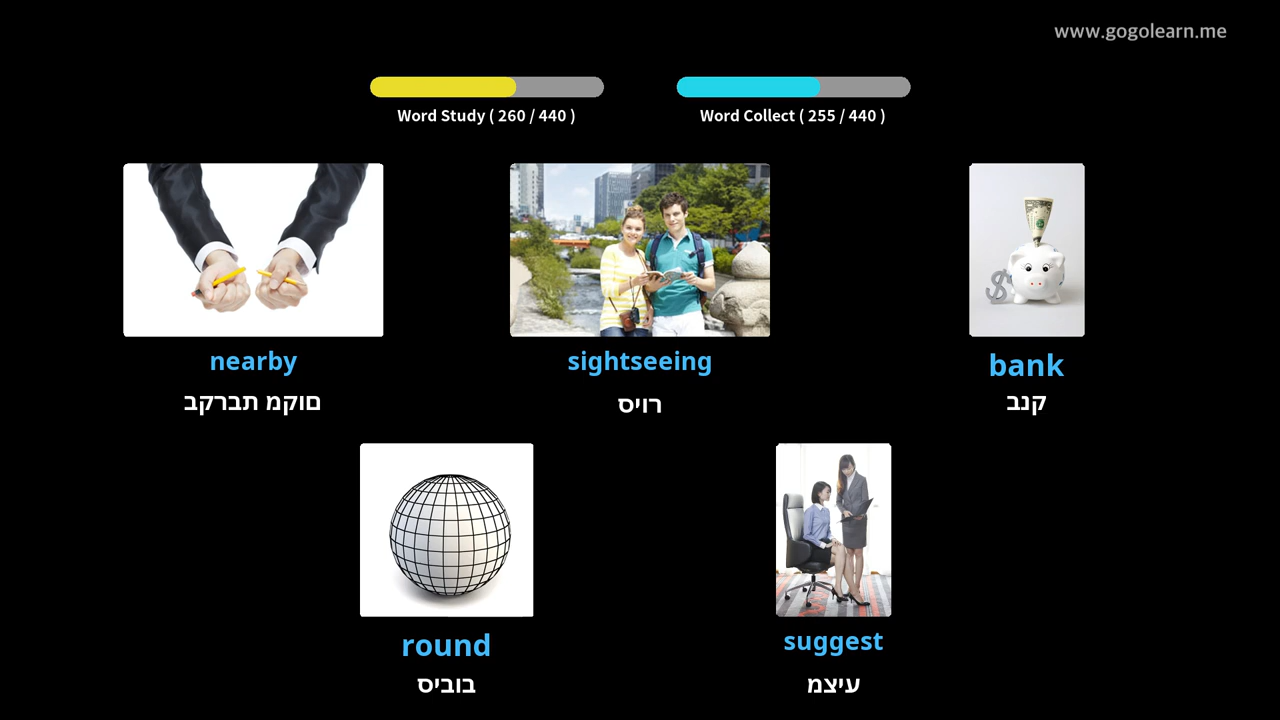 www.gogolearn.me
Word Study ( 260 / 440 )
Word Collect ( 255 / 440 )
nearby
םוקמ תברקב
sightseeing
רויס
bank
קנב
round
בוביס
suggest
עיצמ